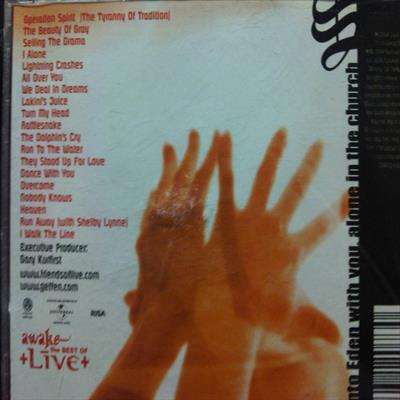 Operation Spirit (The Tyranny Of Tradition)
The Beauty Of Gray
Selling The Drama
I Alone
Lightning Crashes
All Over You
We Deal In Dreams
Lakini's Juice
Turn My Head
Rattlesnake
The Dolphin's Cry
Run To The Water
They Stood Up For Love
Dance With You
Overcome
Nobody Knows
Heaven
Run Away (with Shelby Lynne)
I Walk The Line
Executive Producer:
Gary Kurfirst
www.friendsoflive.com
www.geffen.com
universal
awake
the BEST OF
+LIVE+
into Eden with you, alone in the church